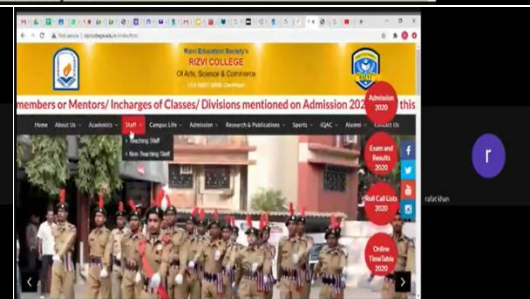 Rizvi Education Society's
RIZVI COLLEGE
Of Arts, Science & Commerce
members or Mentors/ Incharges of Classes/ Divisions mentioned on Admission 202
this
Home About Us Academics Staff Campus Life Admission Research & Publications Sports IQAC Alumni Contact Us
Teaching Staff
Non-Teaching Staff
Admission
2020
Exam and
Results
2020
Roll Call Lists
2020
Online
TimeTable
2020
r
rafat khan